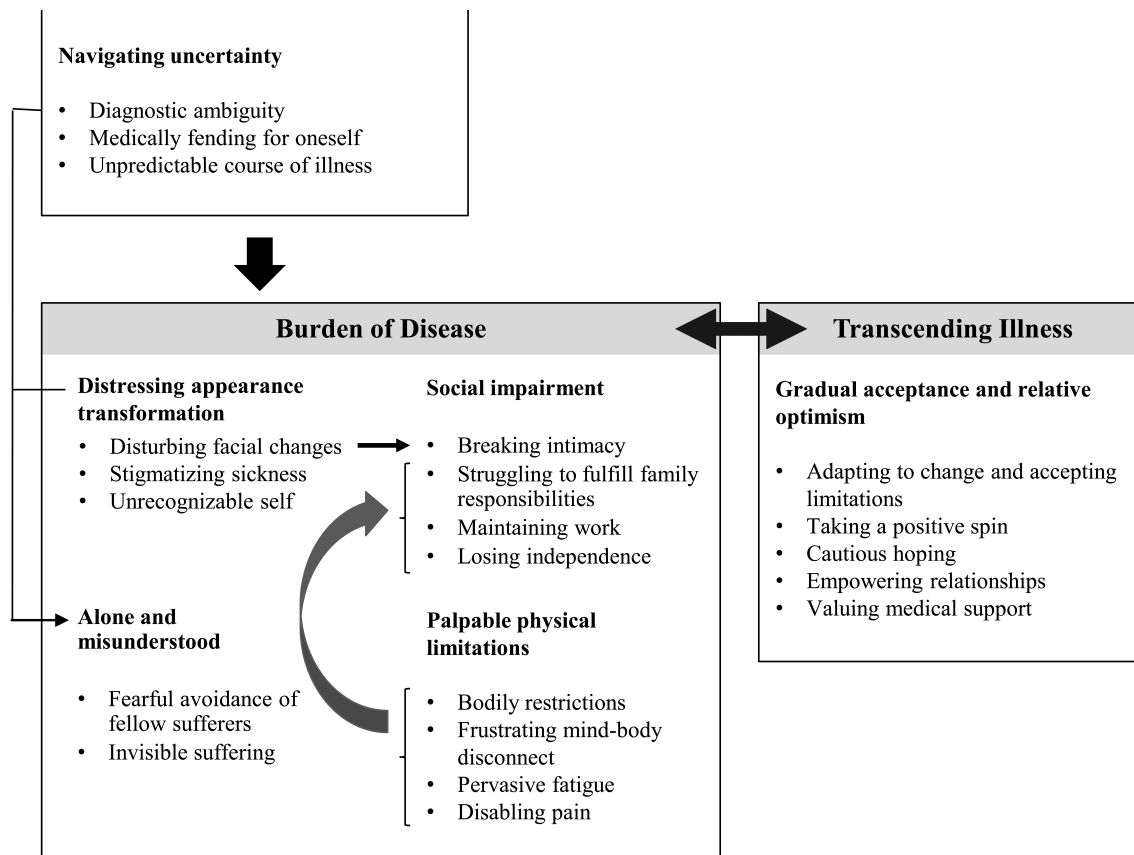 Navigating uncertainty
• Diagnostic ambiguity
• Medically fending for oneself
• Unpredictable course of illness
Burden of Disease
Distressing appearance
transformation
• Disturbing facial changes
• Stigmatizing sickness
• Unrecognizable self
Alone and
misunderstood
• Fearful avoidance of
fellow sufferers
• Invisible suffering
Social impairment
• Breaking intimacy
• Struggling to fulfill family
responsibilities
• Maintaining work
• Losing independence
Palpable physical
limitations
• Bodily restrictions
• Frustrating mind-body
disconnect
• Pervasive fatigue
• Disabling pain
Transcending Illness
Gradual acceptance and relative
optimism
• Adapting to change and accepting
limitations
• Taking a positive spin
• Cautious hoping
• Empowering relationships
• Valuing medical support